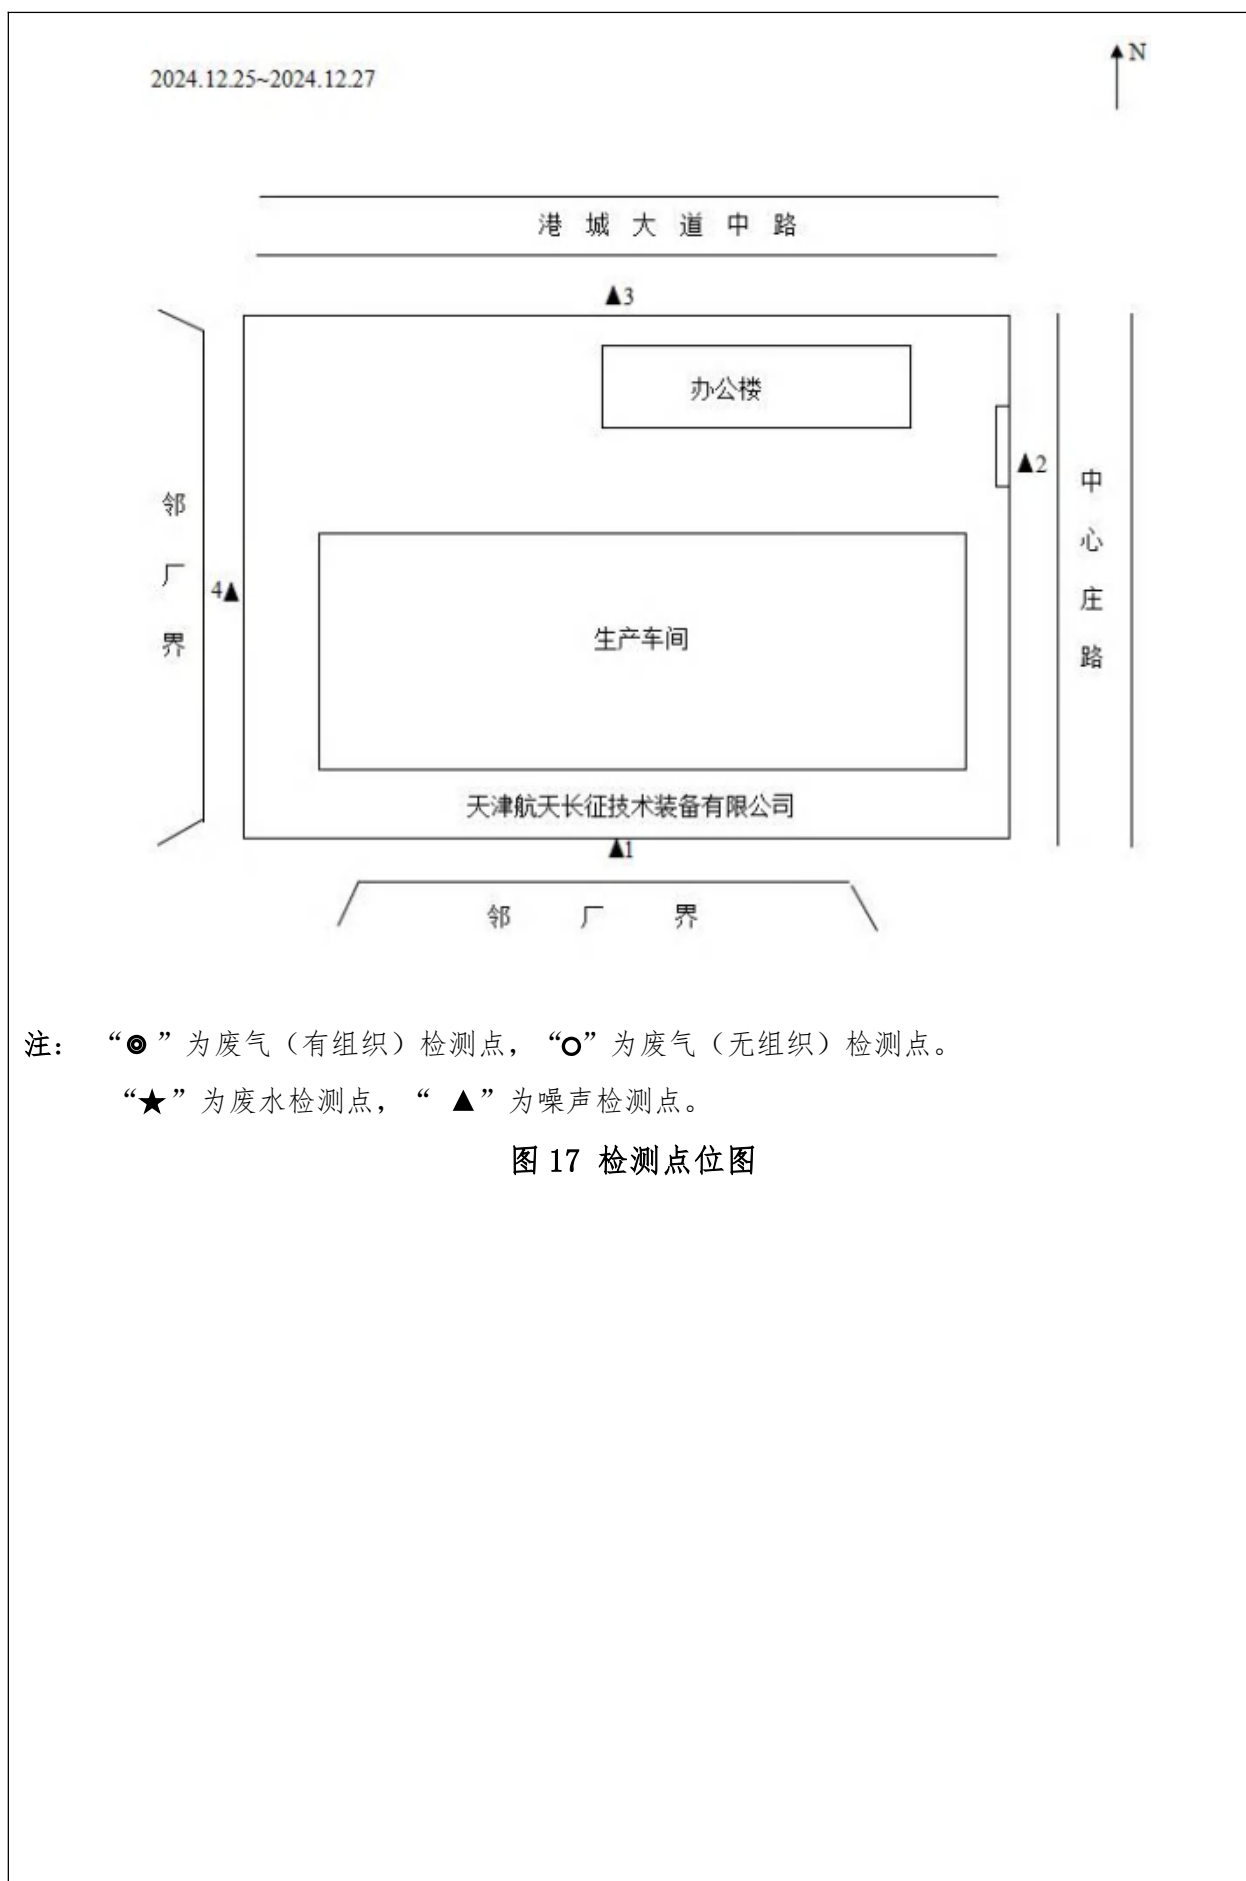 2024.12.25~2024.12.27
N
港城大道中路
▲3
办公楼
▲2
中心庄路
邻厂界
4▲
生产车间
天津航天长征技术装备有限公司
▲1
邻厂界
注： “◎”为废气（有组织）检测点，“○”为废气（无组织）检测点。
“★”为废水检测点，“ ▲”为噪声检测点。
图 17 检测点位图